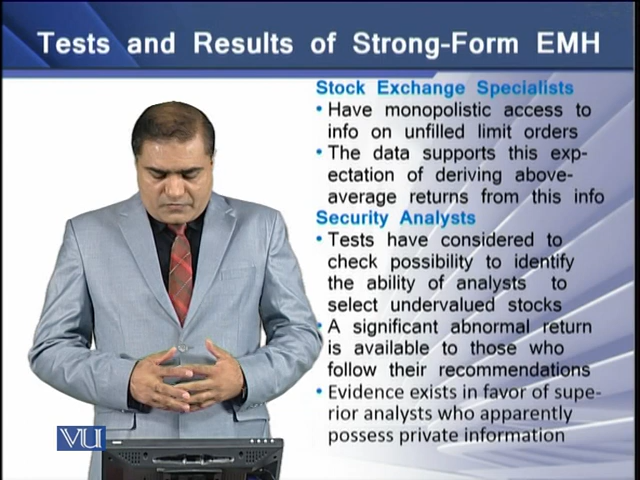 Tests and Results of Strong-Form EMH
Stock Exchange Specialists
• Have monopolistic access to
info on unfilled limit orders
• The data supports this exp-
ectation of deriving above-
average returns from this info
Security Analysts
• Tests have considered to
check possibility to identify
the ability of analysts to
select undervalued stocks
• A significant abnormal return
is available to those who
follow their recommendations
• Evidence exists in favor of supe-
rior analysts who apparently
possess private information
VU